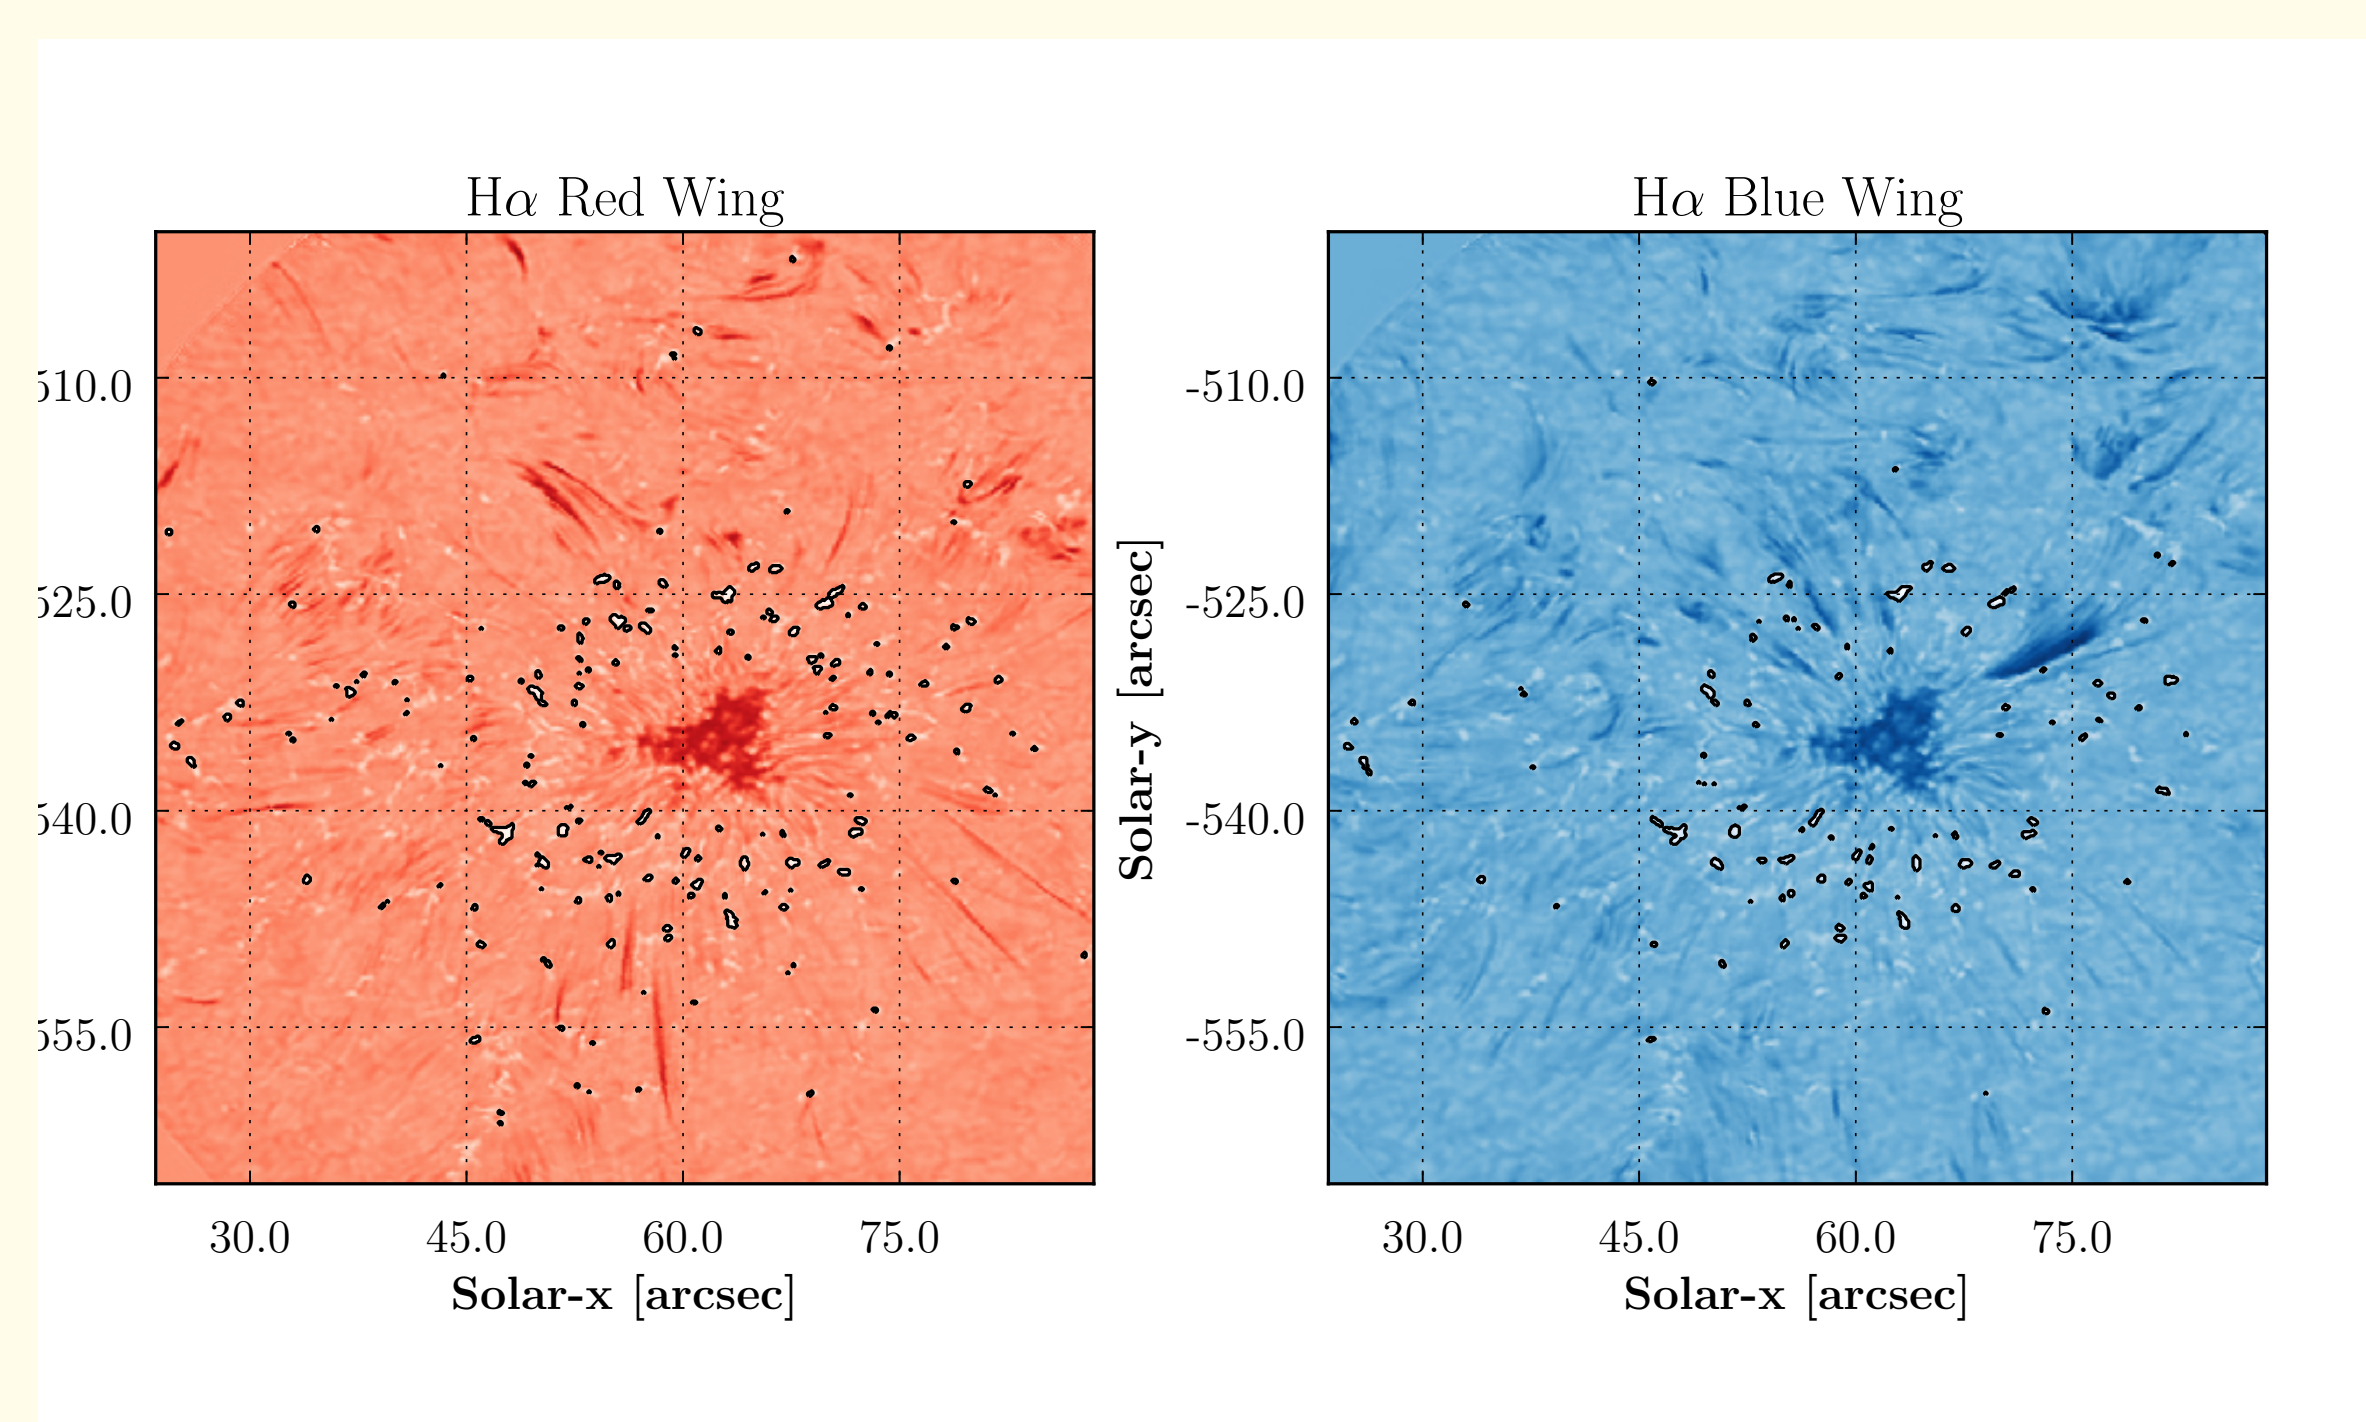 Hα Red Wing
510.0
525.0
540.0
555.0
30.0 45.0 60.0 75.0
Solar-x [arcsec]
Hα Blue Wing
Solar-y [arcsec]
-510.0
-525.0
-540.0
-555.0
30.0 45.0 60.0 75.0
Solar-x [arcsec]